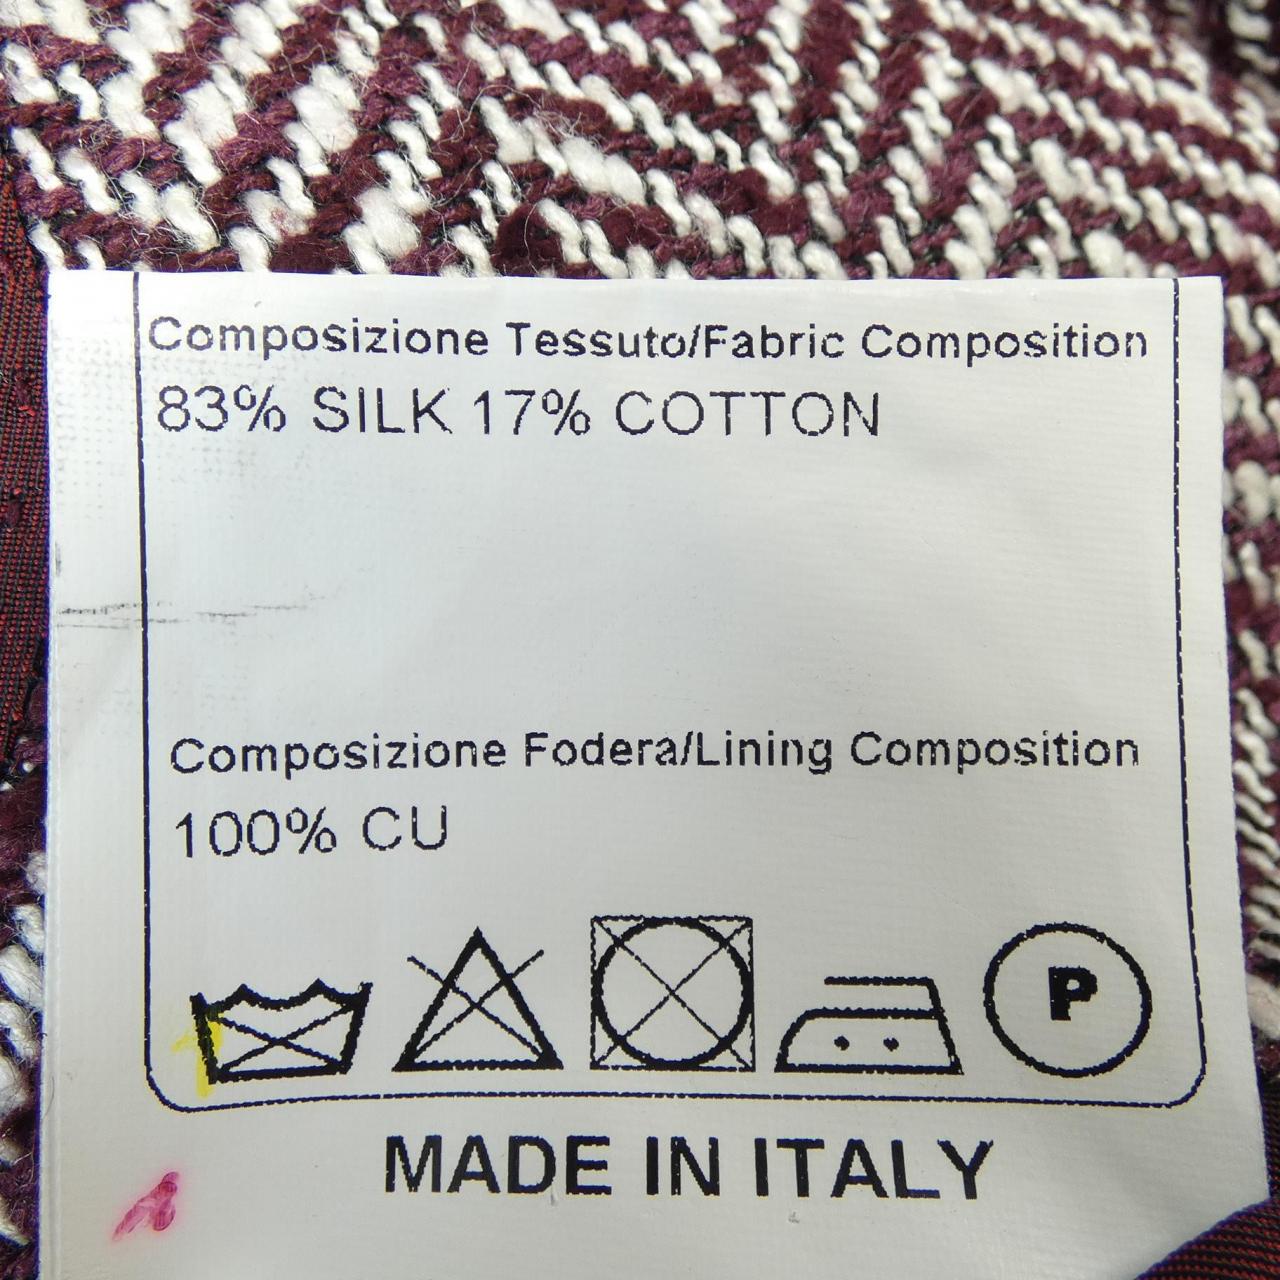 Composizione Tessuto/Fabric Composition
83% SILK 17% COTTON
Composizione Fodera/Lining Composition
100% CU
P
MADE IN ITALY